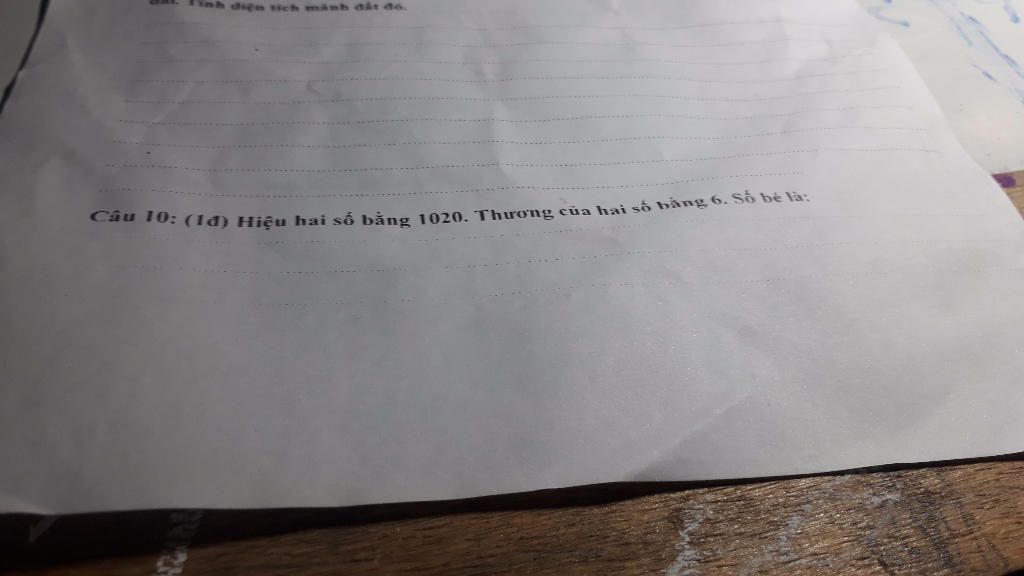 dài. Tính diện tích mảnh đất đó.
Câu 10: (1đ) Hiệu hai số bằng 1020. Thương của hai số bằng 6. Số bé là: